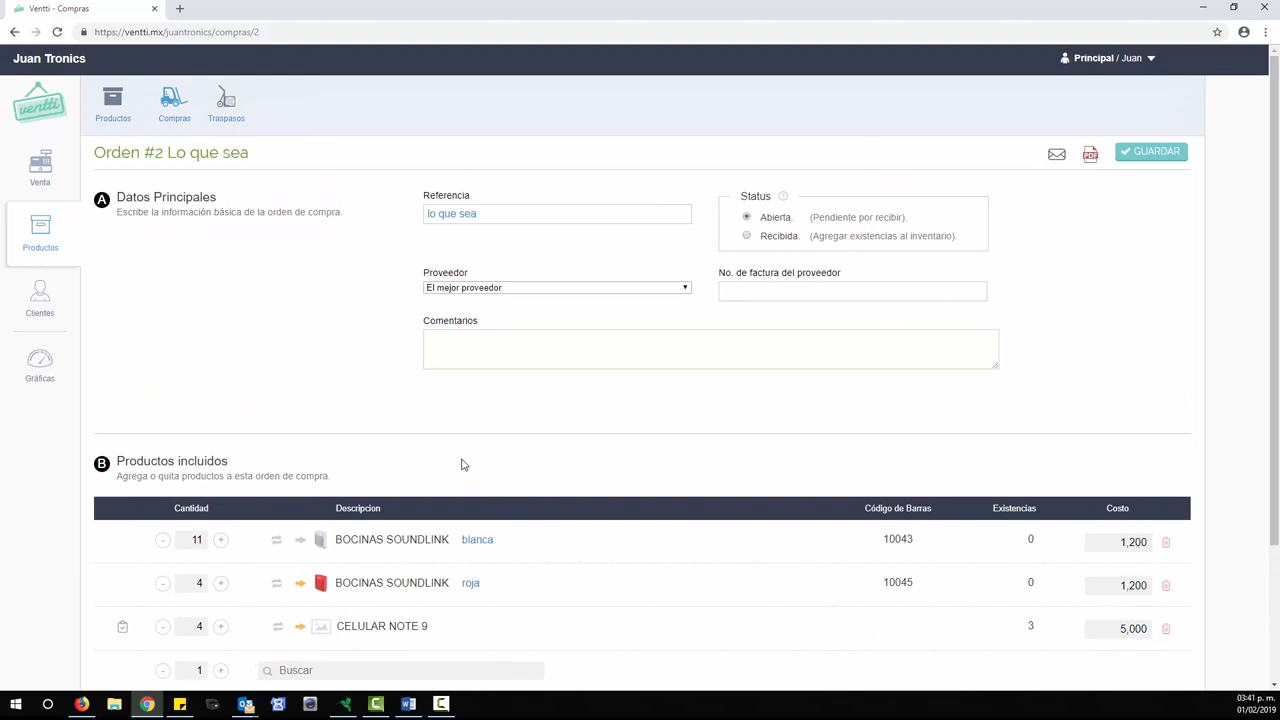 Ventti - Compras
https://ventti.mx/juantronics/compras/2
Juan Tronics
Principal / Juan
ventti
Productos
Compras
Traspasos
Venta
Productos
Clientes
Gráficas
Orden #2 Lo que sea
PDF
GUARDAR
A
Datos Principales
Escribe la información básica de la orden de compra.
Referencia
lo que sea
Status
Abierta. (Pendiente por recibir).
Recibida. (Agregar existencias al inventario).
Proveedor
El mejor proveedor
No. de factura del proveedor
Comentarios
B
Productos incluidos
Agrega o quita productos a esta orden de compra.
Cantidad Descripcion Código de Barras Existencias Costo
- 11 + BOCINAS SOUNDLINK blanca 10043 0 1,200
- 4 + BOCINAS SOUNDLINK roja 10045 0 1,200
- 4 + CELULAR NOTE 9 3 5,000
- 1 + Buscar
03:41 p. m.
01/02/2019